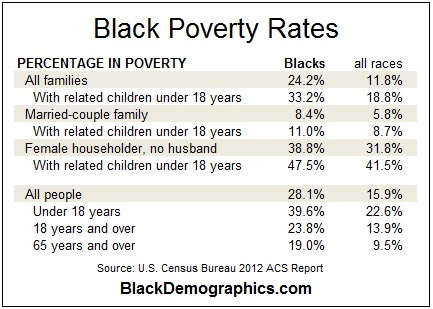 Black Poverty Rates
PERCENTAGE IN POVERTY Blacks all races
All families 24.2% 11.8%
With related children under 18 years 33.2% 18.8%
Married-couple family 8.4% 5.8%
With related children under 18 years 11.0% 8.7%
Female householder, no husband 38.8% 31.8%
With related children under 18 years 47.5% 41.5%
All people 28.1% 15.9%
Under 18 years 39.6% 22.6%
18 years and over 23.8% 13.9%
65 years and over 19.0% 9.5%
Source: U.S. Census Bureau 2012 ACS Report
BlackDemographics.com